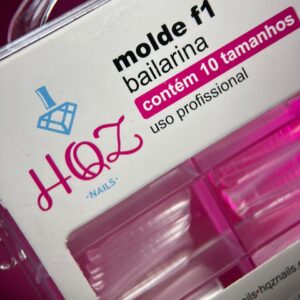 molde f1
bailarina
contém 10 tamanhos
uso profissional
HQZ
·NAILS·